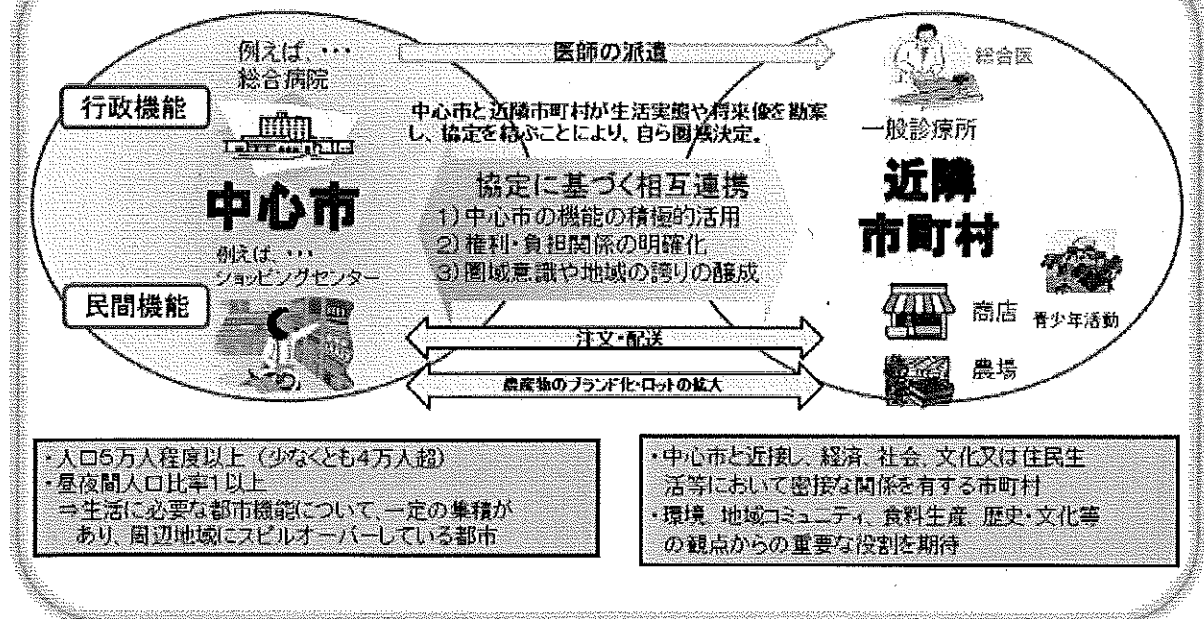 例えば、・・・
総合病院
行政機能
中心市
例えば、・・・
ショッピングセンター
民間機能
医師の派遣
中心市と近隣市町村が生活実態や将来像を勘案
し、協定を結ぶことにより、自ら圏域決定。
協定に基づく相互連携
1)中心市の機能の積極的活用
2)権利・負担関係の明確化
3)圏域意識や地域の誇りの醸成
注文・配送
農産物のブランド化・ロットの拡大
総合医
一般診療所
近隣
市町村
商店
青少年活動
農場
・人口5万人程度以上（少なくとも4万人超）
・昼夜間人口比率1以上
⇒生活に必要な都市機能について、一定の集積が
あり、周辺地域にスピルオーバーしている都市
・中心市と近接し、経済、社会、文化又は住民生
活等において密接な関係を有する市町村
・環境、地域コミュニティ、食料生産、歴史・文化等
の観点からの重要な役割を期待